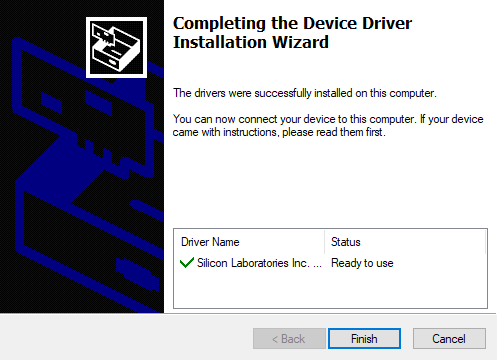 Completing the Device Driver
Installation Wizard
The drivers were successfully installed on this computer.
You can now connect your device to this computer. If your device
came with instructions, please read them first.
Driver Name Status
Silicon Laboratories Inc. ... Ready to use
< Back Finish Cancel